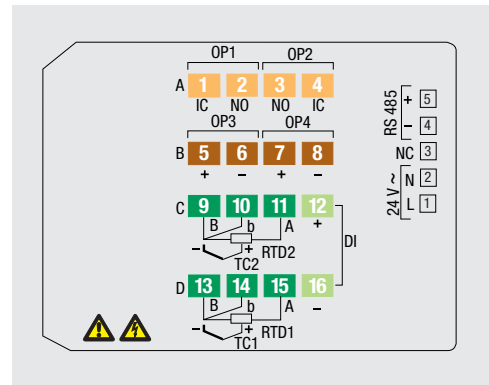 OP1 OP2
A 1 2 3 4
IC NO NO IC
OP3 OP4
B 5 6 7 8
+ − + −
C 9 10 11 12
B b A +
− + RTD2
TC2
DI
D 13 14 15 16
B b A −
− + RTD1
TC1
RS 485 + 5
− 4
NC 3
24 V ~ N 2
L 1